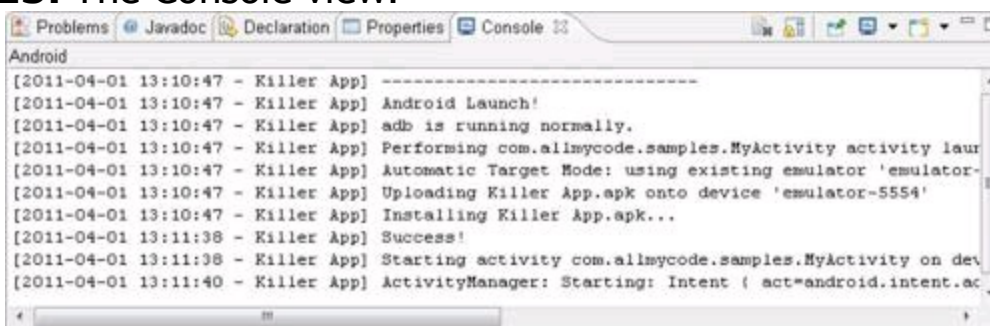 The Console view.
Problems @ Javadoc Declaration Properties Console
Android
[2011-04-01 13:10:47 - Killer App] ------------------------------
[2011-04-01 13:10:47 - Killer App] Android Launch!
[2011-04-01 13:10:47 - Killer App] adb is running normally.
[2011-04-01 13:10:47 - Killer App] Performing com.allmycode.samples.MyActivity activity laun
[2011-04-01 13:10:47 - Killer App] Automatic Target Mode: using existing emulator 'emulator-
[2011-04-01 13:10:47 - Killer App] Uploading Killer App.apk onto device 'emulator-5554'
[2011-04-01 13:10:47 - Killer App] Installing Killer App.apk...
[2011-04-01 13:11:38 - Killer App] Success!
[2011-04-01 13:11:38 - Killer App] Starting activity com.allmycode.samples.MyActivity on dev
[2011-04-01 13:11:40 - Killer App] ActivityManager: Starting: Intent { act=android.intent.ac